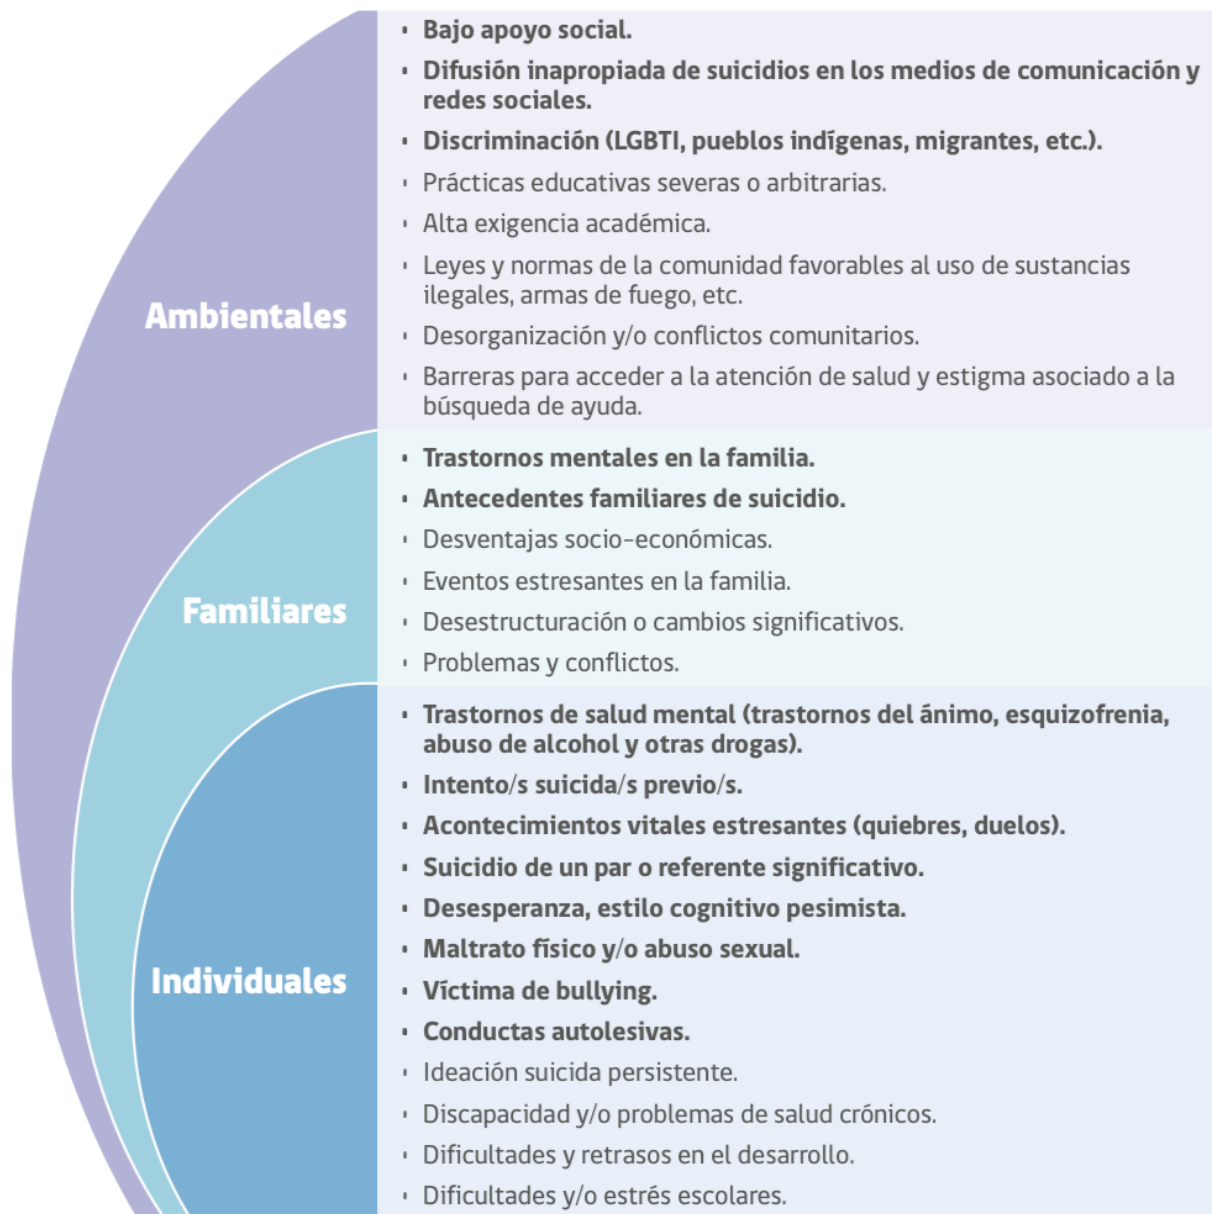 Ambientales
· Bajo apoyo social.
· Difusión inapropiada de suicidios en los medios de comunicación y
redes sociales.
· Discriminación (LGBTI, pueblos indígenas, migrantes, etc.).
· Prácticas educativas severas o arbitrarias.
· Alta exigencia académica.
· Leyes y normas de la comunidad favorables al uso de sustancias
ilegales, armas de fuego, etc.
· Desorganización y/o conflictos comunitarios.
· Barreras para acceder a la atención de salud y estigma asociado a la
búsqueda de ayuda.
Familiares
· Trastornos mentales en la familia.
· Antecedentes familiares de suicidio.
· Desventajas socio-económicas.
· Eventos estresantes en la familia.
· Desestructuración o cambios significativos.
· Problemas y conflictos.
Individuales
· Trastornos de salud mental (trastornos del ánimo, esquizofrenia,
abuso de alcohol y otras drogas).
· Intento/s suicida/s previo/s.
· Acontecimientos vitales estresantes (quiebres, duelos).
· Suicidio de un par o referente significativo.
· Desesperanza, estilo cognitivo pesimista.
· Maltrato físico y/o abuso sexual.
· Víctima de bullying.
· Conductas autolesivas.
· Ideación suicida persistente.
· Discapacidad y/o problemas de salud crónicos.
· Dificultades y retrasos en el desarrollo.
· Dificultades y/o estrés escolares.